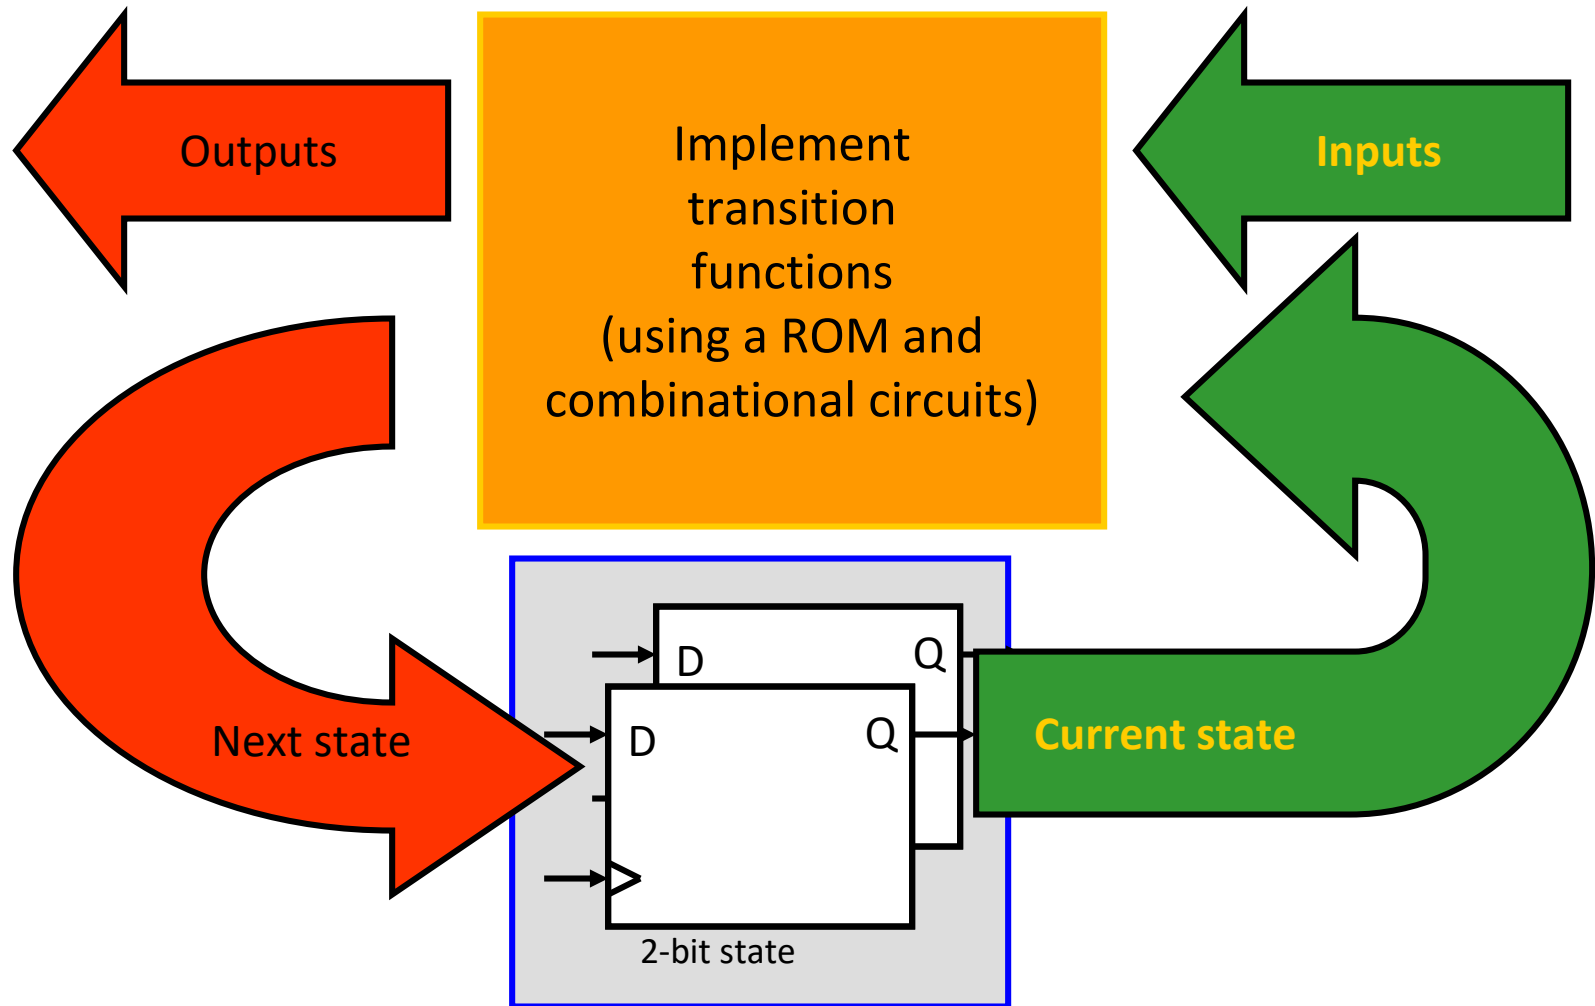 Outputs
Implement
transition
functions
(using a ROM and
combinational circuits)
Inputs
Next state
D
Q
D
Q
Current state
2-bit state